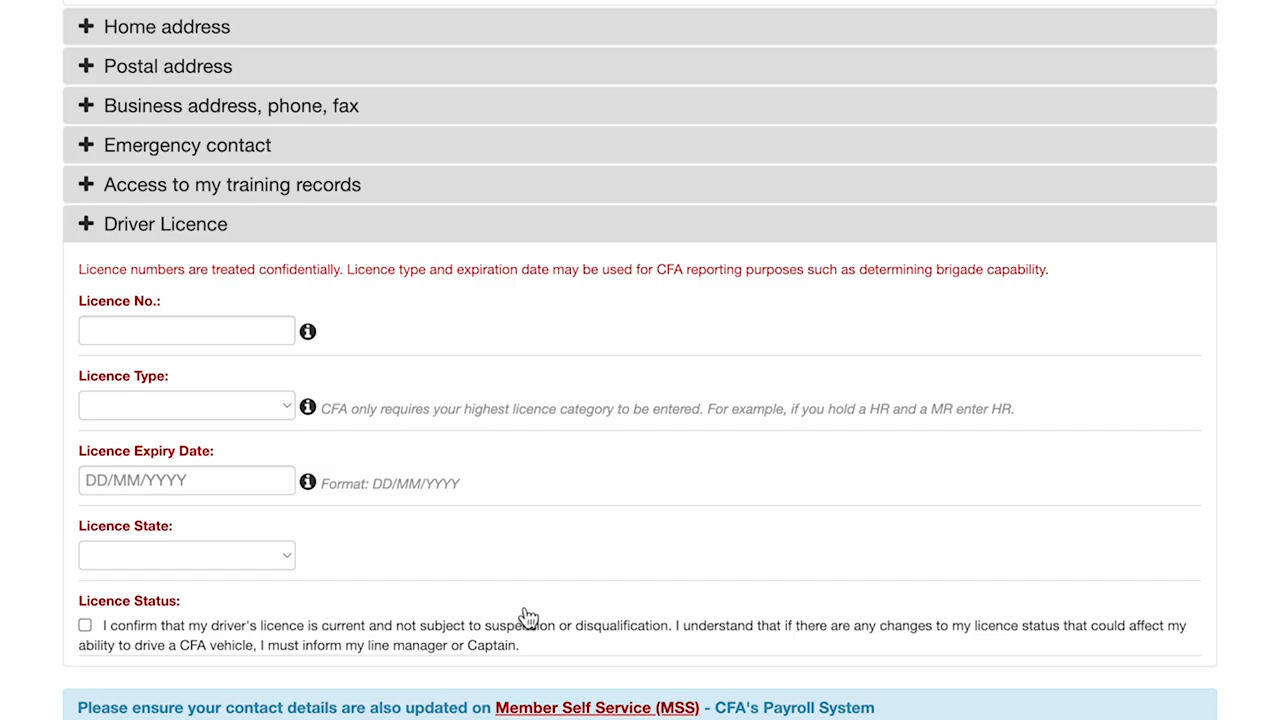 Home address
Postal address
Business address, phone, fax
Emergency contact
Access to my training records
Driver Licence
Licence numbers are treated confidentially. Licence type and expiration date may be used for CFA reporting purposes such as determining brigade capability.
Licence No.:
Licence Type:
CFA only requires your highest licence category to be entered. For example, if you hold a HR and a MR enter HR.
Licence Expiry Date:
DD/MM/YYYY
Format: DD/MM/YYYY
Licence State:
Licence Status:
I confirm that my driver's licence is current and not subject to suspension or disqualification. I understand that if there are any changes to my licence status that could affect my
ability to drive a CFA vehicle, I must inform my line manager or Captain.
Please ensure your contact details are also updated on Member Self Service (MSS) - CFA's Payroll System